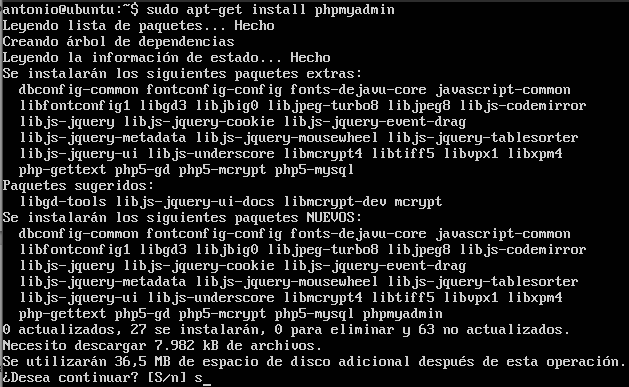 antonio@ubuntu:~$ sudo apt-get install phpmyadmin
Leyendo lista de paquetes... Hecho
Creando árbol de dependencias
Leyendo la información de estado... Hecho
Se instalarán los siguientes paquetes extras:
  dbconfig-common fontconfig-config fonts-dejavu-core javascript-common
  libfontconfig1 libgd3 libjbig0 libjpeg-turbo8 libjpeg8 libjs-codemirror
  libjs-jquery libjs-jquery-cookie libjs-jquery-event-drag
  libjs-jquery-metadata libjs-jquery-mousewheel libjs-jquery-tablesorter
  libjs-jquery-ui libjs-underscore libmcrypt4 libtiff5 libvpx1 libxpm4
  php-gettext php5-gd php5-mcrypt php5-mysql
Paquetes sugeridos:
  libgd-tools libjs-jquery-ui-docs libmcrypt-dev mcrypt
Se instalarán los siguientes paquetes NUEVOS:
  dbconfig-common fontconfig-config fonts-dejavu-core javascript-common
  libfontconfig1 libgd3 libjbig0 libjpeg-turbo8 libjpeg8 libjs-codemirror
  libjs-jquery libjs-jquery-cookie libjs-jquery-event-drag
  libjs-jquery-metadata libjs-jquery-mousewheel libjs-jquery-tablesorter
  libjs-jquery-ui libjs-underscore libmcrypt4 libtiff5 libvpx1 libxpm4
  php-gettext php5-gd php5-mcrypt php5-mysql phpmyadmin
0 actualizados, 27 se instalarán, 0 para eliminar y 63 no actualizados.
Necesito descargar 7.982 kB de archivos.
Se utilizarán 36,5 MB de espacio de disco adicional después de esta operación.
¿Desea continuar? [S/n] s_